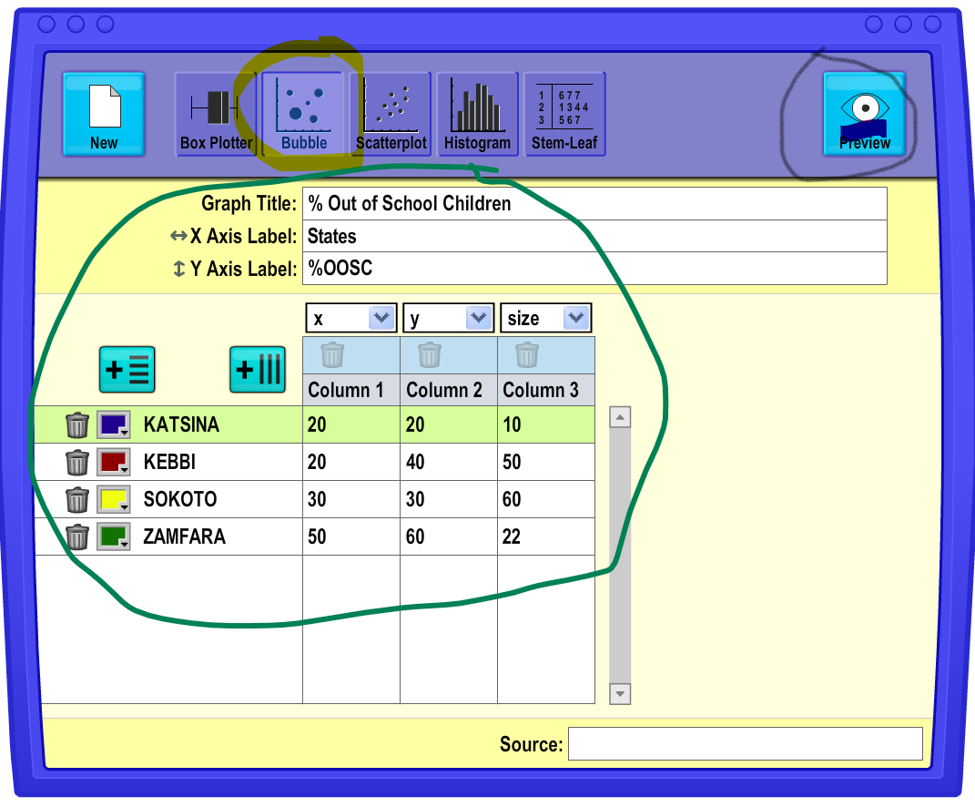 New
Box Plotter
Bubble
Scatterplot
Histogram
1 6 7 7
2 1 3 4 4
3 5 6 7
Stem-Leaf
Preview
Graph Title: % Out of School Children
X Axis Label: States
Y Axis Label: %OOSC
x y size
Column 1 Column 2 Column 3
KATSINA 20 20 10
KEBBI 20 40 50
SOKOTO 30 30 60
ZAMFARA 50 60 22
Source: